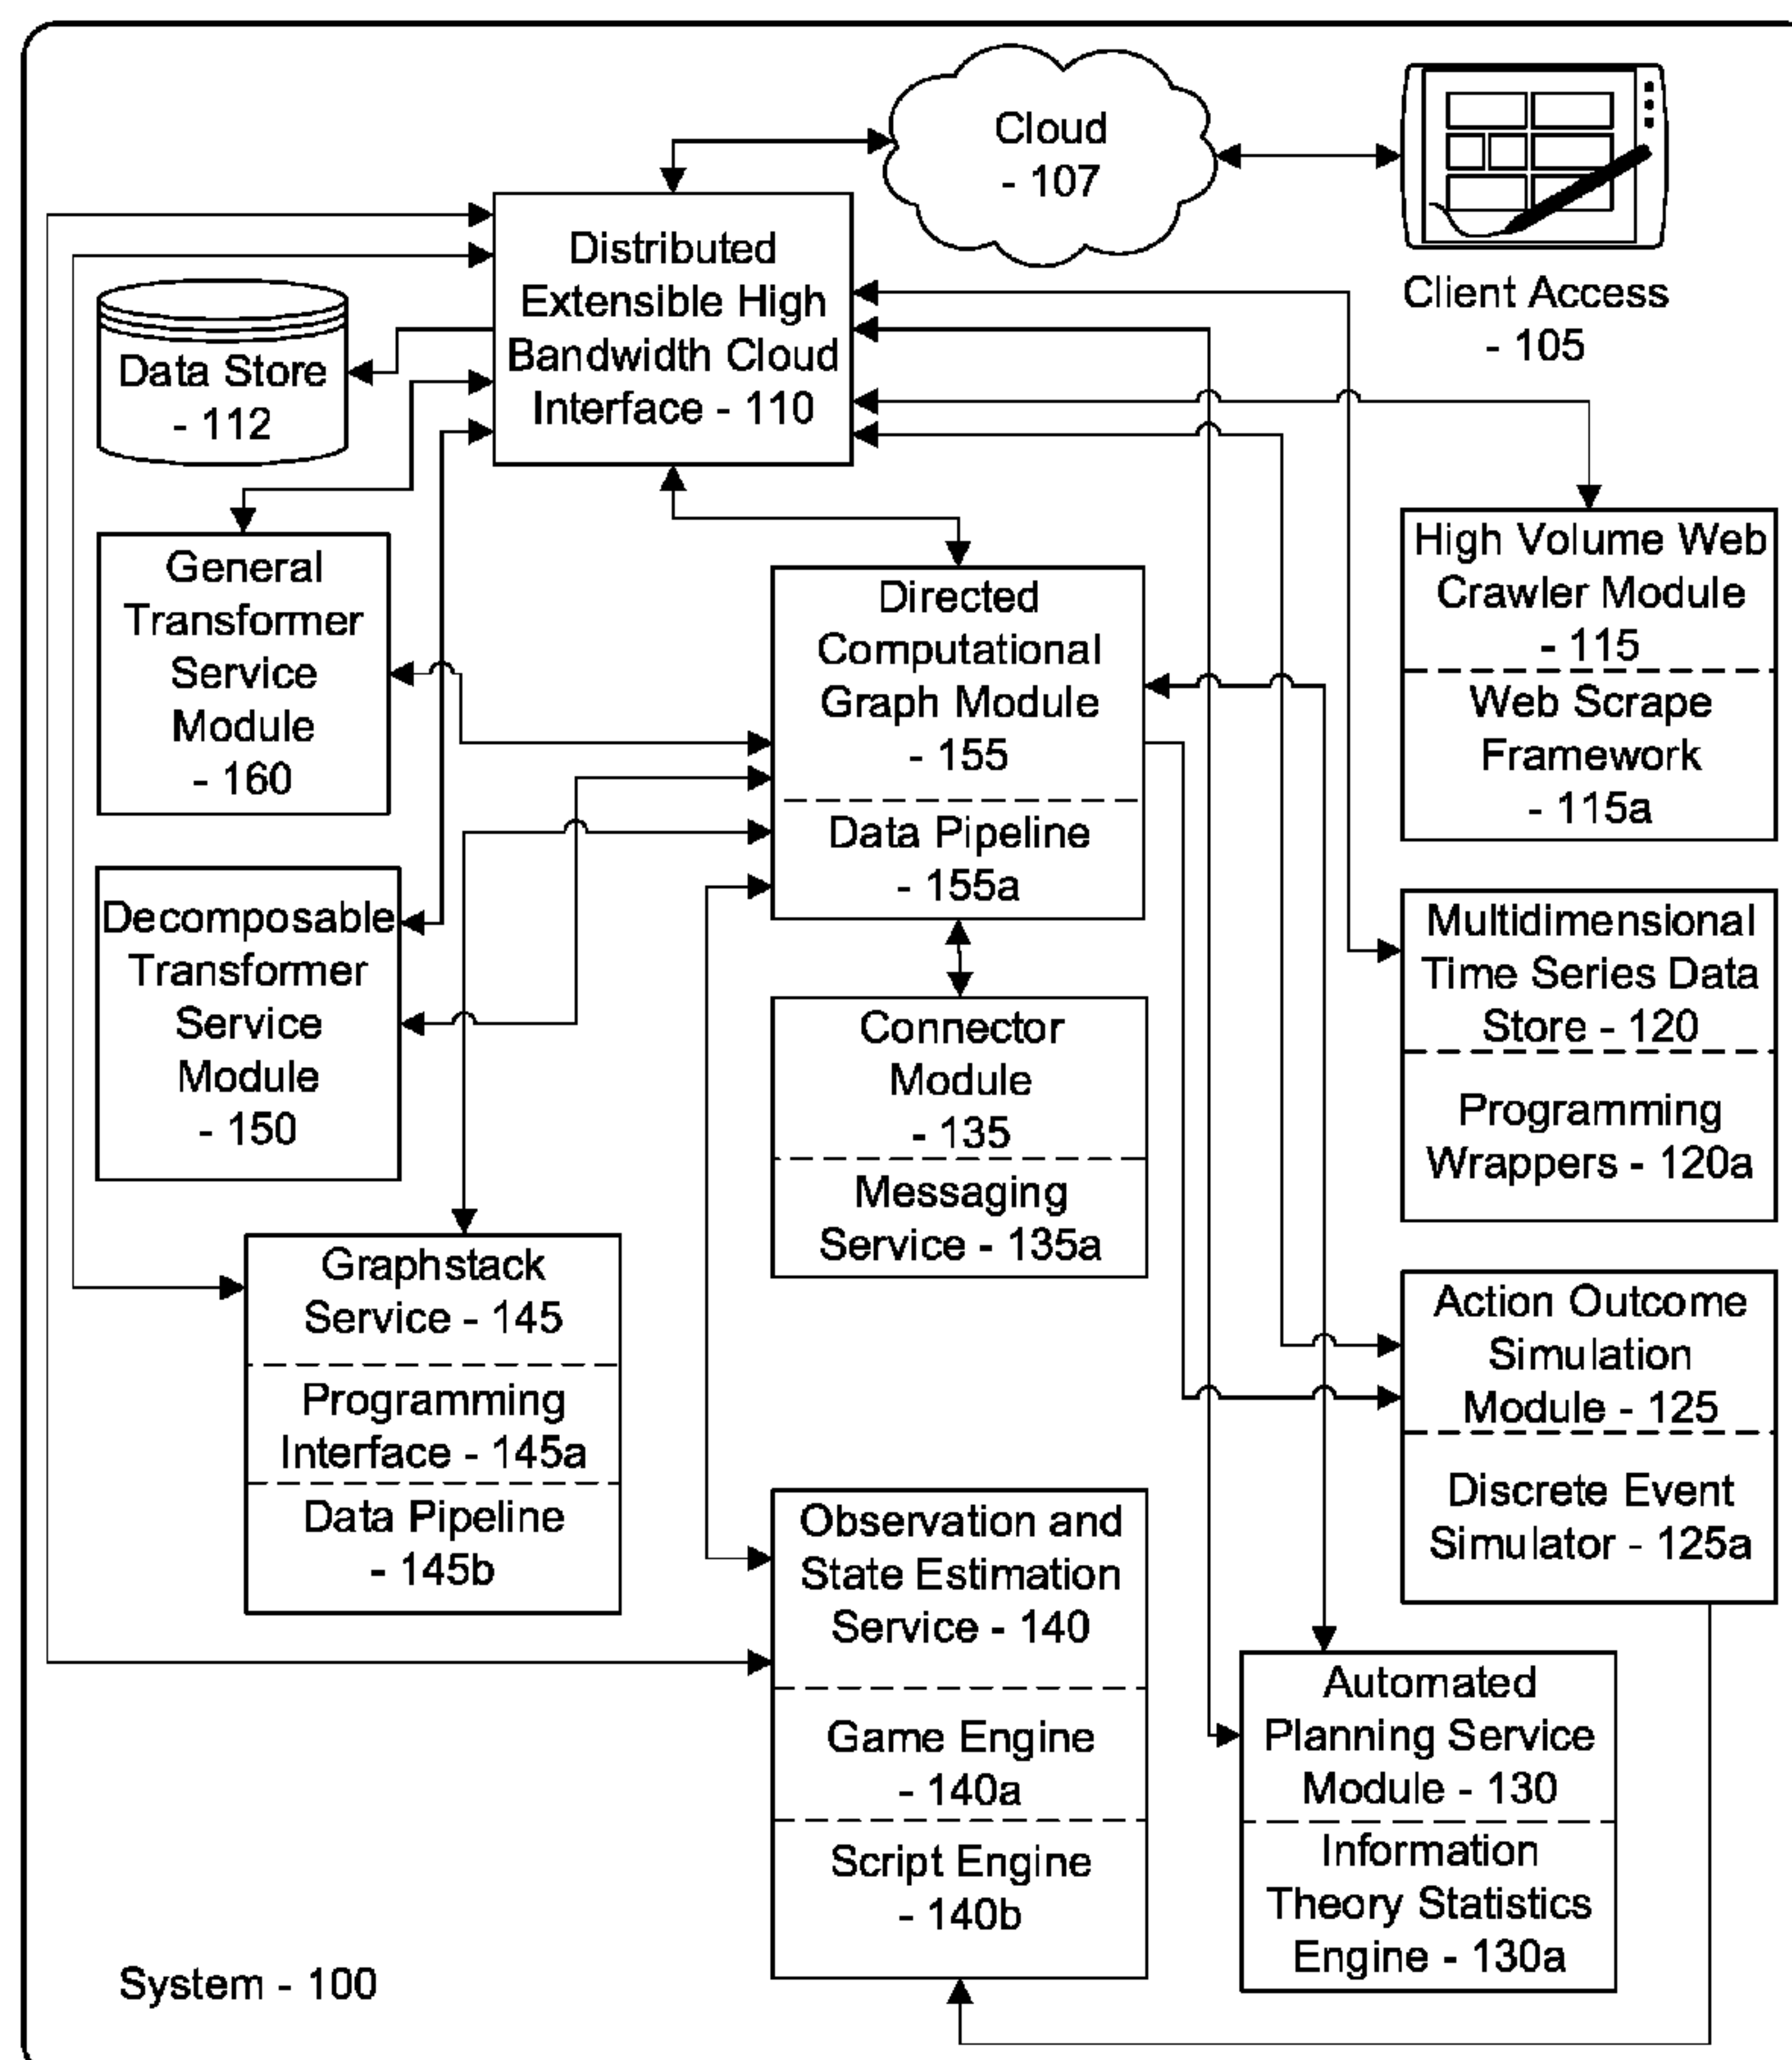 Cloud
- 107
Client Access
- 105
Distributed
Extensible High
Bandwidth Cloud
Interface - 110
Data Store
- 112
General
Transformer
Service
Module
- 160
Directed
Computational
Graph Module
- 155
Data Pipeline
- 155a
High Volume Web
Crawler Module
- 115
Web Scrape
Framework
- 115a
Decomposable
Transformer
Service
Module
- 150
Connector
Module
- 135
Messaging
Service - 135a
Multidimensional
Time Series Data
Store - 120
Programming
Wrappers - 120a
Graphstack
Service - 145
Programming
Interface - 145a
Data Pipeline
- 145b
Action Outcome
Simulation
Module - 125
Discrete Event
Simulator - 125a
Observation and
State Estimation
Service - 140
Game Engine
- 140a
Script Engine
- 140b
Automated
Planning Service
Module - 130
Information
Theory Statistics
Engine - 130a
System - 100